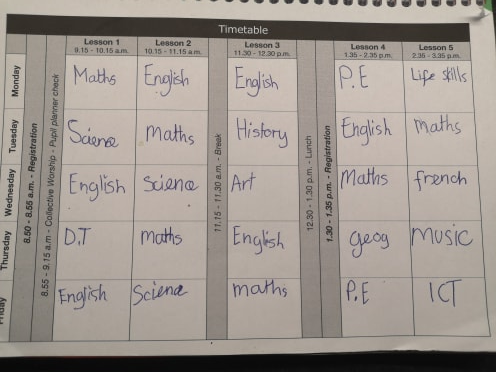 Timetable
Lesson 1 Lesson 2 Lesson 3 Lesson 4 Lesson 5
9.15 - 10.15 a.m. 10.15 - 11.15 a.m. 11.30 - 12.30 p.m. 1.35 - 2.35 p.m. 2.35 - 3.35 p.m.
8.50 - 8.55 a.m. - Registration
8.55 - 9.15 a.m - Collective Worship - Pupil planner check
11.15 - 11.30 a.m. - Break
12.30 - 1.30 p.m. - Lunch
1.30 - 1.35 p.m. - Registration
Monday Maths English English P.E Life skills
Tuesday Science maths History English maths
Wednesday English Science Art Maths french
Thursday D.T maths English geog MUSIC
Friday English Science maths P.E ICT